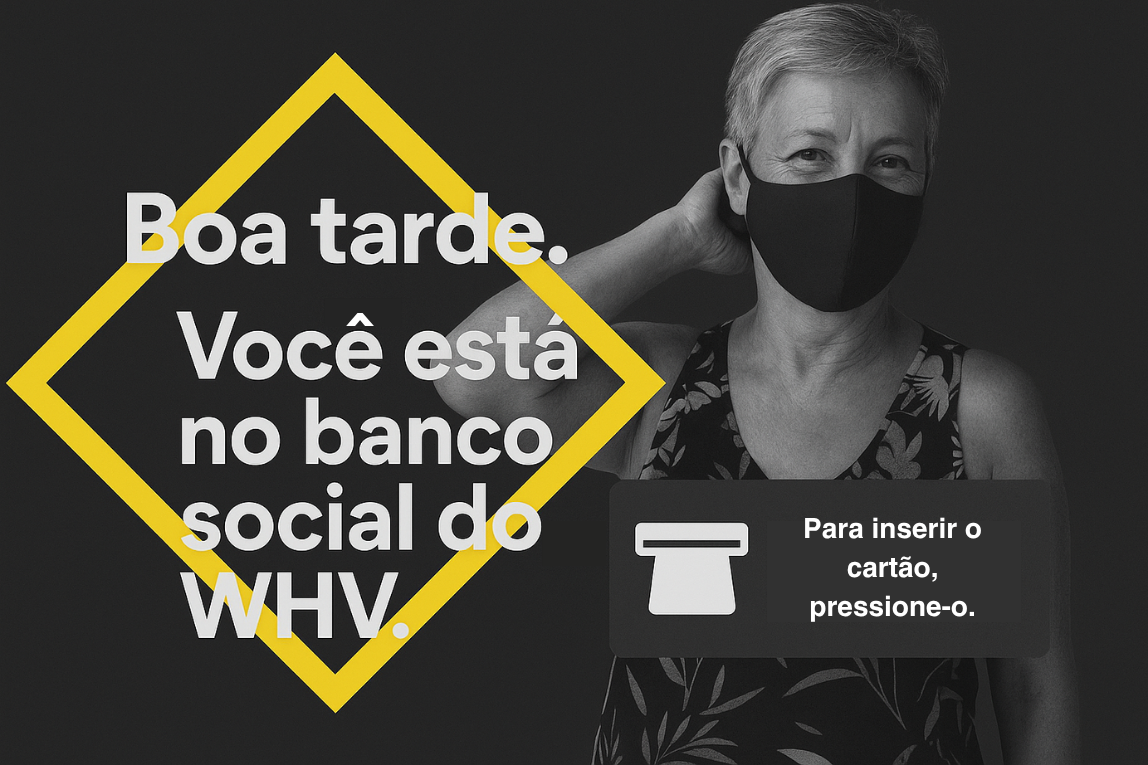 Boa tarde.
Você está
no banco
social do
WHV.
Para inserir o
cartão,
pressione-o.